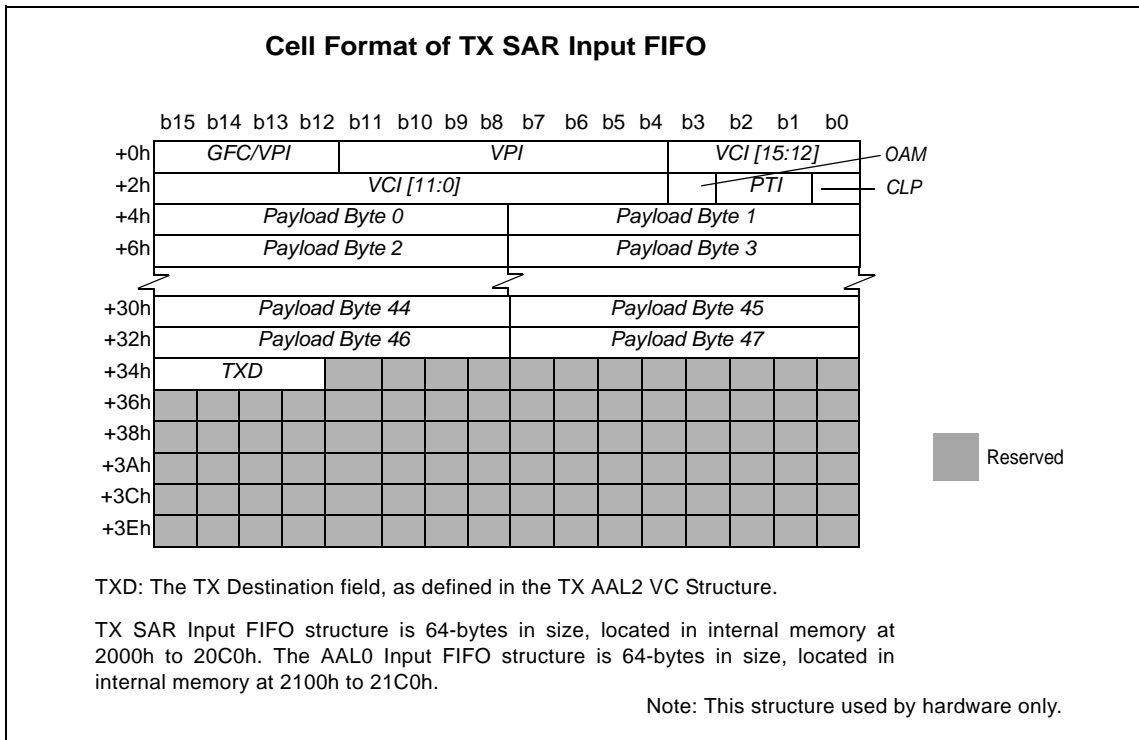 Cell Format of TX SAR Input FIFO
b15 b14 b13 b12 b11 b10 b9 b8 b7 b6 b5 b4 b3 b2 b1 b0
+0h GFC/VPI VPI VCI [15:12] OAM
+2h VCI [11:0] PTI CLP
+4h Payload Byte 0 Payload Byte 1
+6h Payload Byte 2 Payload Byte 3
+30h Payload Byte 44 Payload Byte 45
+32h Payload Byte 46 Payload Byte 47
+34h TXD
+36h
+38h
+3Ah
+3Ch
+3Eh
Reserved
TXD: The TX Destination field, as defined in the TX AAL2 VC Structure.
TX SAR Input FIFO structure is 64-bytes in size, located in internal memory at
2000h to 20C0h. The AAL0 Input FIFO structure is 64-bytes in size, located in
internal memory at 2100h to 21C0h.
Note: This structure used by hardware only.